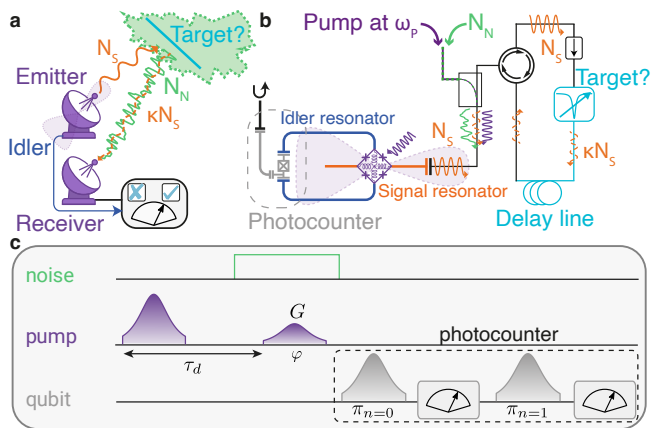 a
N_S
Target?
Emitter
N_N
κN_S
Idler
Receiver
b
Pump at ω_P
N_N
N_S
Target?
Idler resonator
N_S
κN_S
Signal resonator
Photocounter
Delay line
c
noise
pump
G
photocounter
τ_d
φ
qubit
π_{n=0}
π_{n=1}